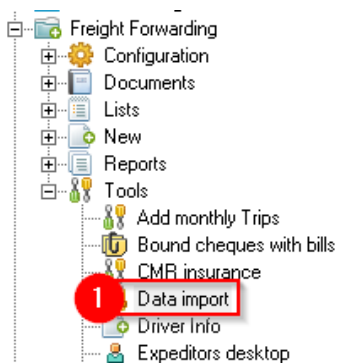 Freight Forwarding
Configuration
Documents
Lists
New
Reports
Tools
Add monthly Trips
Bound cheques with bills
CMR insurance
1 Data import
Driver Info
Expeditors desktop